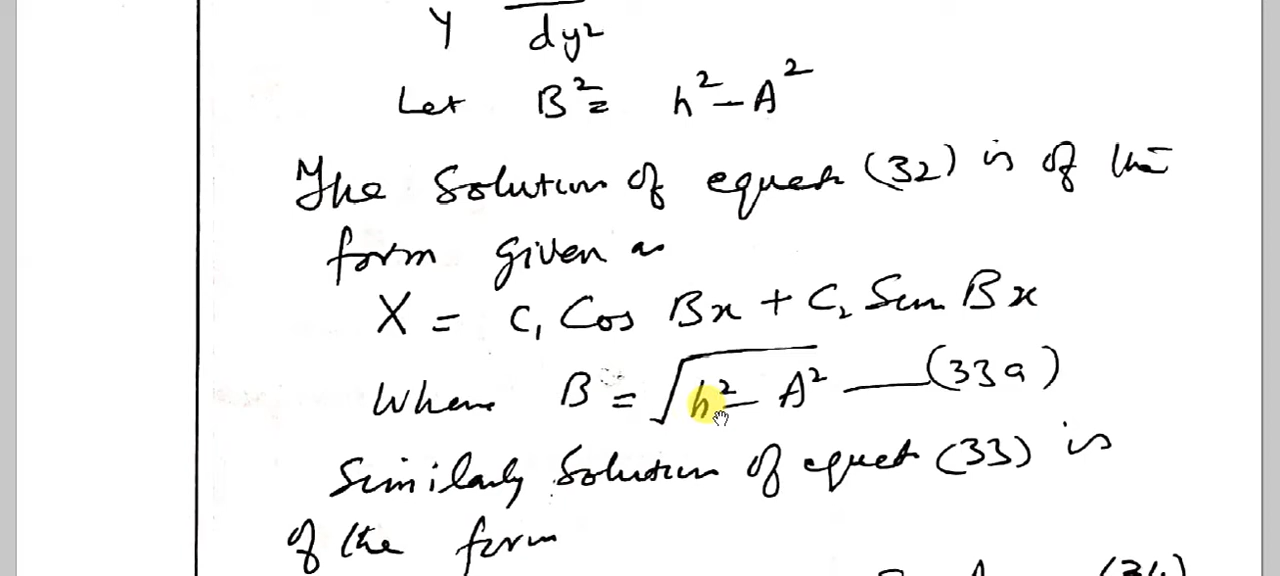 Y dy²
Let B² = h² - A²
The Solution of equat (32) is of the
form given as
X = C₁ Cos Bx + C₂ Sin Bx
Where B = √h² - A² — (33a)
Similarly Solution of equat (33) is
of the form